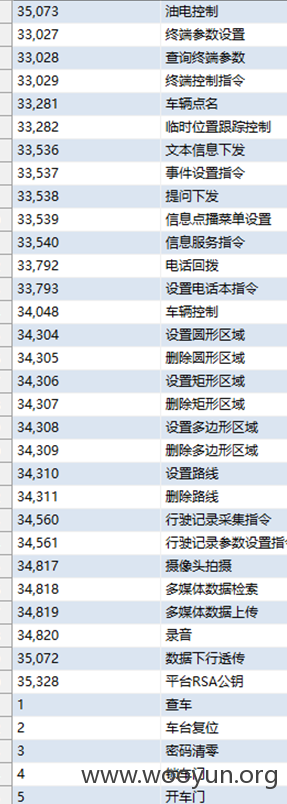 35,073 油电控制
33,027 终端参数设置
33,028 查询终端参数
33,029 终端控制指令
33,281 车辆点名
33,282 临时位置跟踪控制
33,536 文本信息下发
33,537 事件设置指令
33,538 提问下发
33,539 信息点播菜单设置
33,540 信息服务指令
33,792 电话回拨
33,793 设置电话本指令
34,048 车辆控制
34,304 设置圆形区域
34,305 删除圆形区域
34,306 设置矩形区域
34,307 删除矩形区域
34,308 设置多边形区域
34,309 删除多边形区域
34,310 设置路线
34,311 删除路线
34,560 行驶记录采集指令
34,561 行驶记录参数设置指
34,817 摄像头拍摄
34,818 多媒体数据检索
34,819 多媒体数据上传
34,820 录音
35,072 数据下行透传
35,328 平台RSA公钥
1 查车
2 车台复位
3 密码清零
4 锁车门
5 开车门
www.wooyun.org